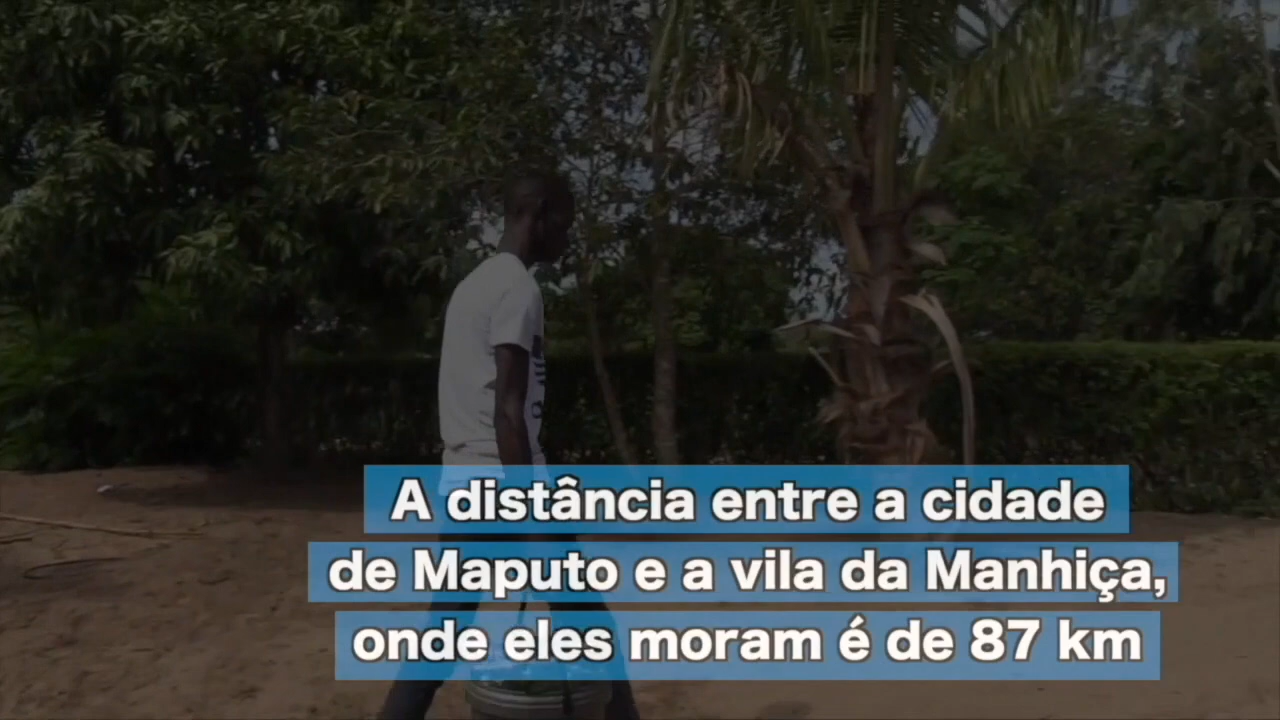 A distância entre a cidade
de Maputo e a vila da Manhiça,
onde eles moram é de 87 km